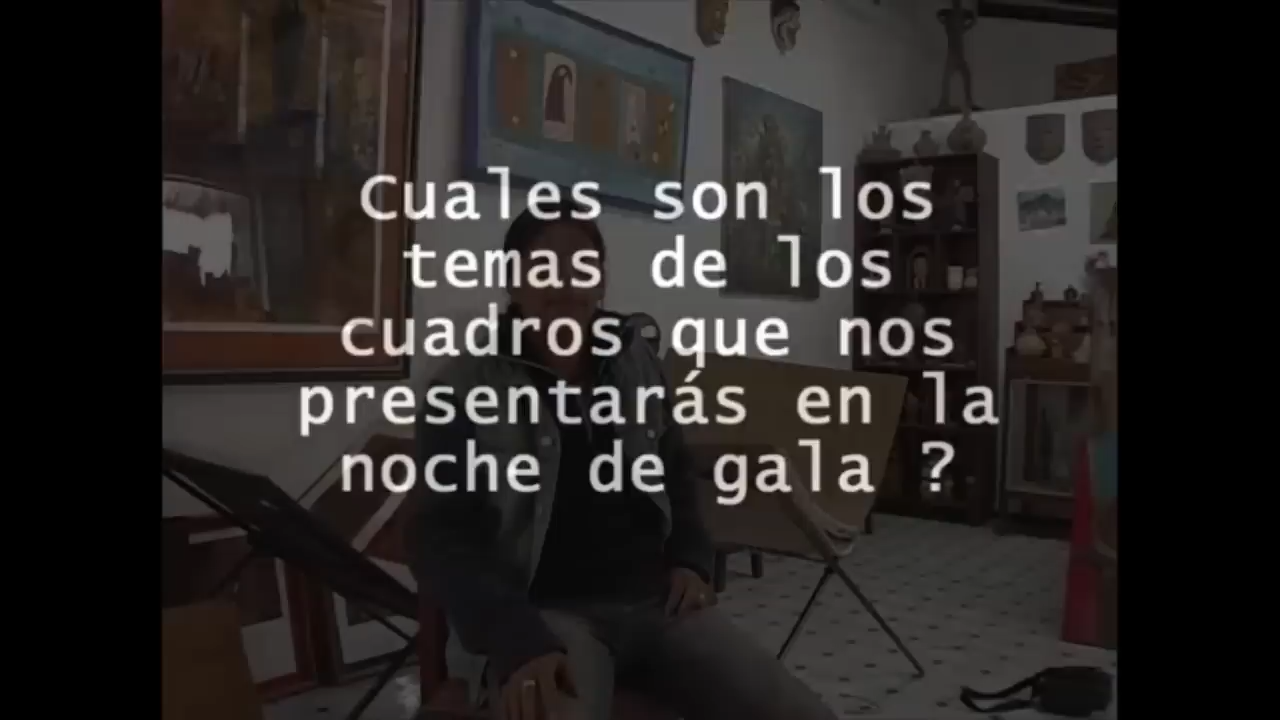 Cuales son los
temas de los
cuadros que nos
presentarás en la
noche de gala ?